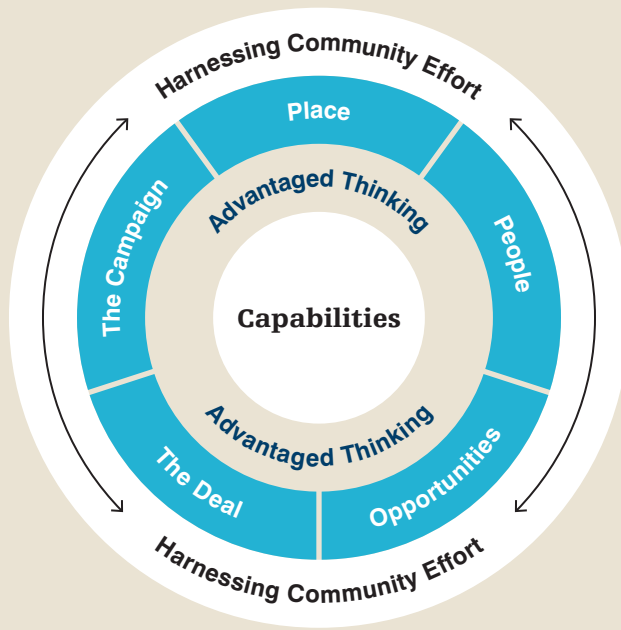 Harnessing Community Effort
Place
Advantaged Thinking
The Campaign
People
Capabilities
Advantaged Thinking
The Deal
Opportunities
Harnessing Community Effort